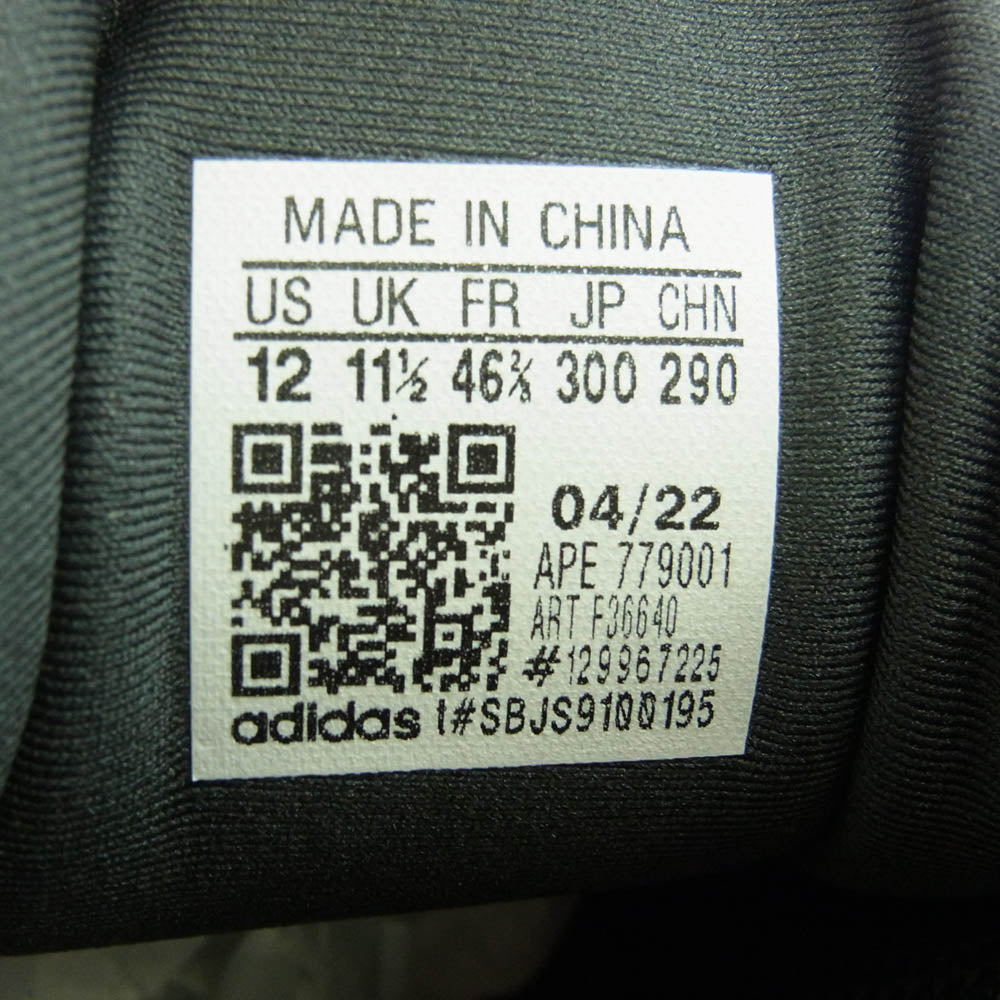 MADE IN CHINA
US UK FR JP CHN
12 11½ 46⅔ 300 290
04/22
APE 779001
ART F36640
#129967225
adidas t#SBJS9100195